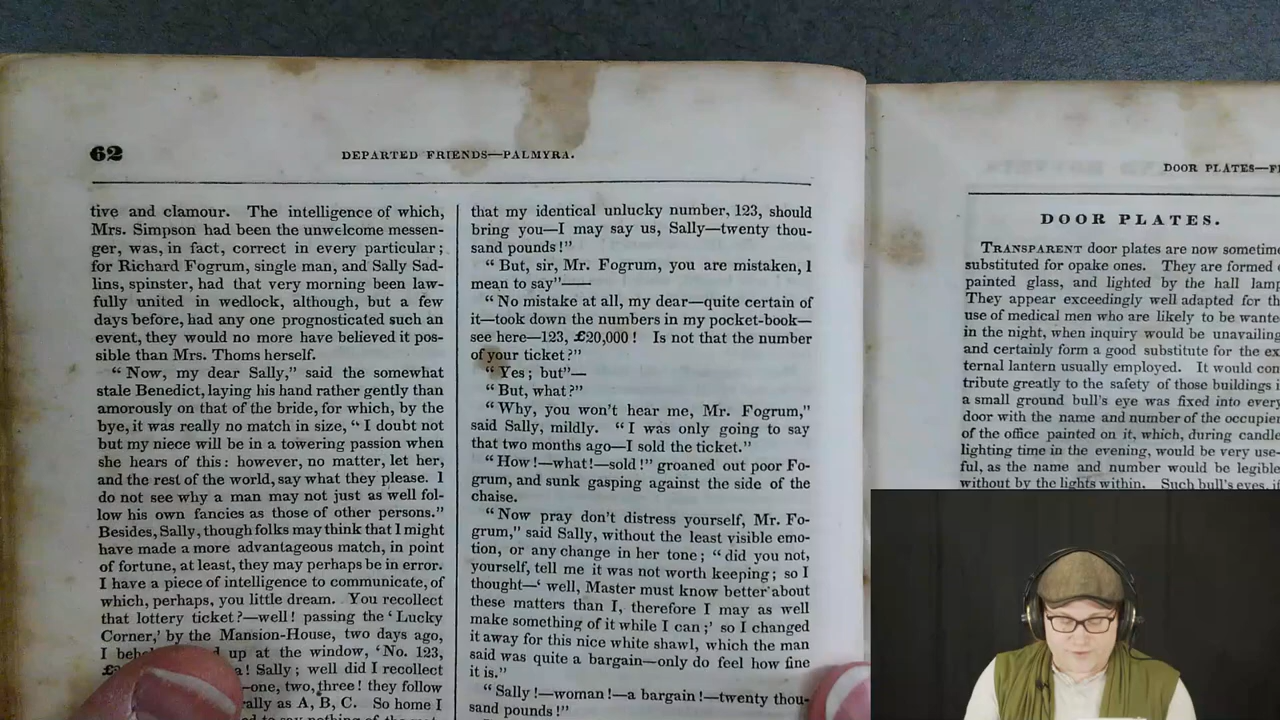 62
DEPARTED FRIENDS—PALMYRA.
tive and clamour. The intelligence of which,
Mrs. Simpson had been the unwelcome messen-
ger, was, in fact, correct in every particular;
for Richard Fogrum, single man, and Sally Sad-
lins, spinster, had that very morning been law-
fully united in wedlock, although, but a few
days before, had any one prognosticated such an
event, they would no more have believed it pos-
sible than Mrs. Thoms herself.
“Now, my dear Sally,” said the somewhat
stale Benedict, laying his hand rather gently than
amorously on that of the bride, for which, by the
bye, it was really no match in size, “I doubt not
but my niece will be in a towering passion when
she hears of this: however, no matter, let her,
and the rest of the world, say what they please. I
do not see why a man may not just as well fol-
low his own fancies as those of other persons.”
Besides, Sally, though folks may think that I might
have made a more advantageous match, in point
of fortune, at least, they may perhaps be in error.
I have a piece of intelligence to communicate, of
which, perhaps, you little dream. You recollect
that lottery ticket?—well! passing the ‘Lucky
Corner,’ by the Mansion-House, two days ago,
I up at the window, ‘No. 123,
Sally; well did I recollect
—one, two, three! they follow
as A, B, C. So home I
to say nothing of the
that my identical unlucky number, 123, should
bring you—I may say us, Sally—twenty thou-
sand pounds!”
“But, sir, Mr. Fogrum, you are mistaken, I
mean to say”——
“No mistake at all, my dear—quite certain of
it—took down the numbers in my pocket-book—
see here—123, £20,000! Is not that the number
of your ticket?”
“Yes; but”—
“But, what?”
“Why, you won’t hear me, Mr. Fogrum,”
said Sally, mildly. “I was only going to say
that two months ago—I sold the ticket.”
“How!—what!—sold!” groaned out poor Fo-
grum, and sunk gasping against the side of the
chaise.
“Now pray don’t distress yourself, Mr. Fo-
grum,” said Sally, without the least visible emo-
tion, or any change in her tone; “did you not,
yourself, tell me it was not worth keeping; so I
thought—‘well, Master must know better about
these matters than I, therefore I may as well
make something of it while I can;’ so I changed
it away for this nice white shawl, which the man
said was quite a bargain—only do feel how fine
it is.”
“Sally!—woman!—a bargain!—twenty thou-
sand pounds!”
DOOR PLATES—
DOOR PLATES.
TRANSPARENT door plates are now sometime
substituted for opake ones. They are formed
painted glass, and lighted by the hall lamp
They appear exceedingly well adapted for th
use of medical men who are likely to be wante
in the night, when inquiry would be unavailing
and certainly form a good substitute for the ex
ternal lantern usually employed. It would con
tribute greatly to the safety of those buildings i
a small ground bull’s eye was fixed into every
door with the name and number of the occupier
of the office painted on it, which, during candle
lighting time in the evening, would be very use-
ful, as the name and number would be legible
without by the lights within. Such bull’s eyes, if